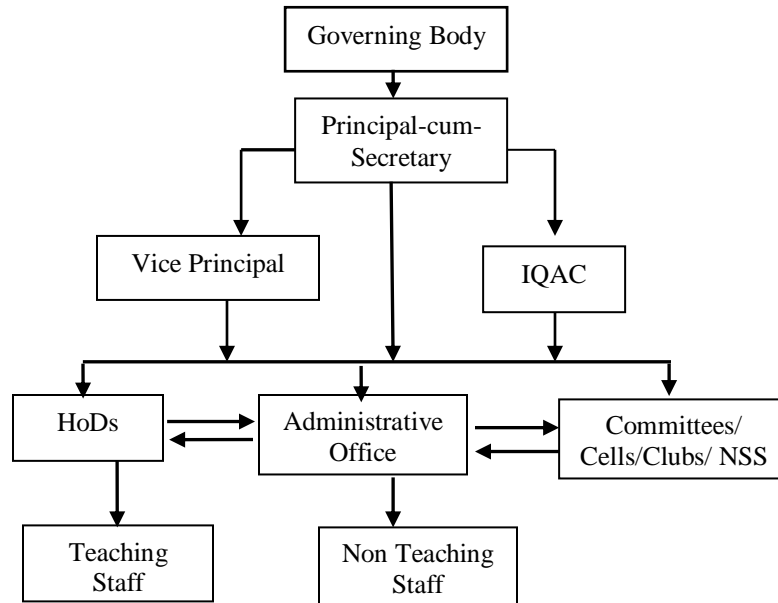 Governing Body
Principal-cum-
Secretary
Vice Principal
IQAC
HoDs
Administrative
Office
Committees/
Cells/Clubs/ NSS
Teaching
Staff
Non Teaching
Staff